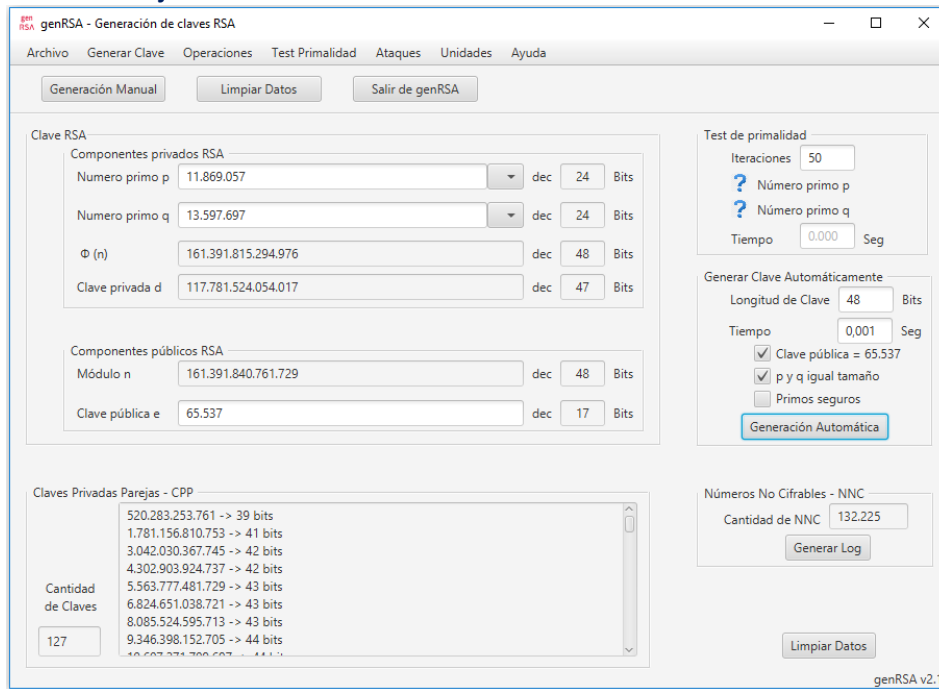 gen
RSA genRSA - Generación de claves RSA
Archivo Generar Clave Operaciones Test Primalidad Ataques Unidades Ayuda
Generación Manual Limpiar Datos Salir de genRSA
Clave RSA
Componentes privados RSA
Numero primo p 11.869.057 dec 24 Bits
Numero primo q 13.597.697 dec 24 Bits
Φ (n) 161.391.815.294.976 dec 48 Bits
Clave privada d 117.781.524.054.017 dec 47 Bits
Componentes públicos RSA
Módulo n 161.391.840.761.729 dec 48 Bits
Clave pública e 65.537 dec 17 Bits
Test de primalidad
Iteraciones 50
? Número primo p
? Número primo q
Tiempo 0.000 Seg
Generar Clave Automáticamente
Longitud de Clave 48 Bits
Tiempo 0,001 Seg
Clave pública = 65.537
p y q igual tamaño
Primos seguros
Generación Automática
Claves Privadas Parejas - CPP
Cantidad
de Claves
127
520.283.253.761 -> 39 bits
1.781.156.810.753 -> 41 bits
3.042.030.367.745 -> 42 bits
4.302.903.924.737 -> 42 bits
5.563.777.481.729 -> 43 bits
6.824.651.038.721 -> 43 bits
8.085.524.595.713 -> 43 bits
9.346.398.152.705 -> 44 bits
Números No Cifrables - NNC
Cantidad de NNC 132.225
Generar Log
Limpiar Datos